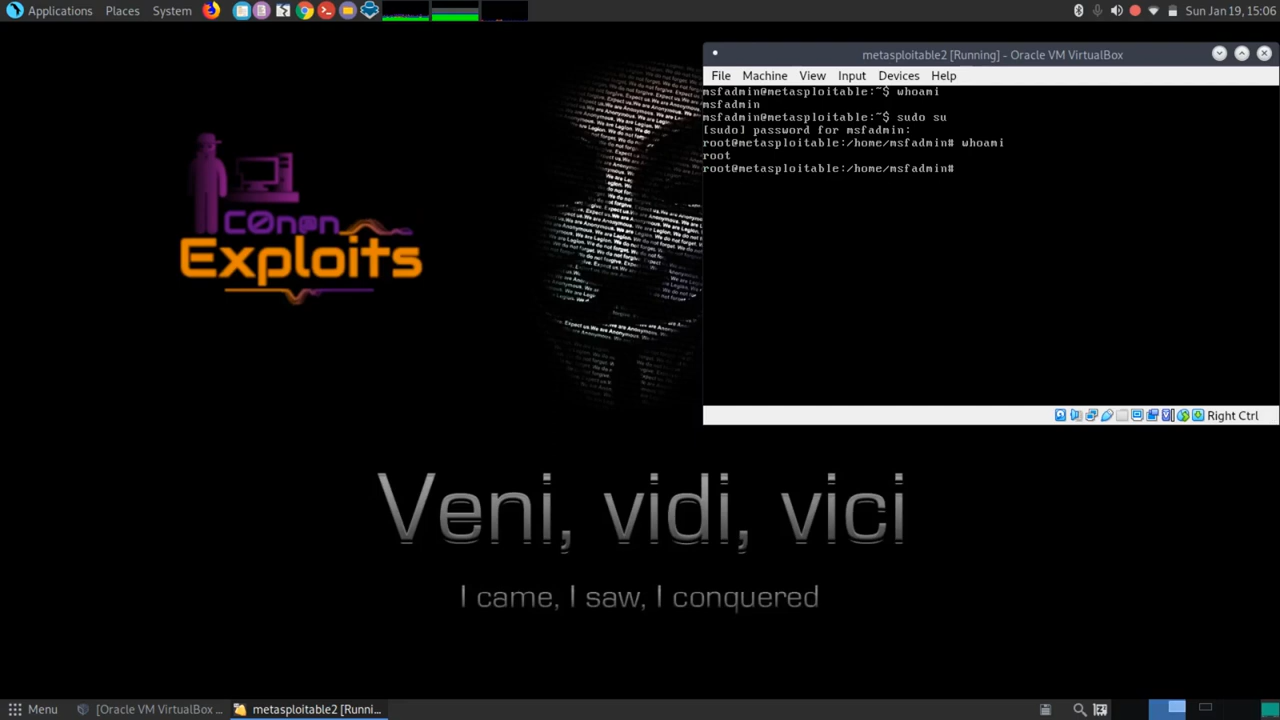 Applications Places System
Sun Jan 19, 15:06
metasploitable2 [Running] - Oracle VM VirtualBox
File Machine View Input Devices Help
msfadmin@metasploitable:~$ whoami
msfadmin
msfadmin@metasploitable:~$ sudo su
[sudo] password for msfadmin:
root@metasploitable:/home/msfadmin# whoami
root
root@metasploitable:/home/msfadmin#
Right Ctrl
C0n@n
Exploits
Veni, vidi, vici
I came, I saw, I conquered
Menu [Oracle VM VirtualBox ... metasploitable2 [Runni...